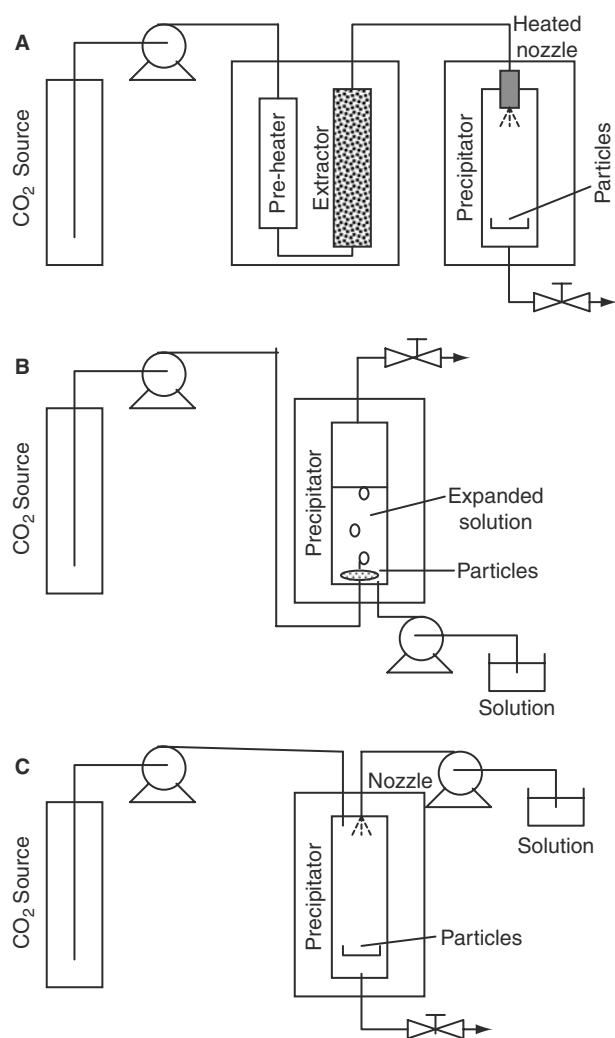 A
CO2 Source
Pre-heater
Extractor
Heated
nozzle
Precipitator
Particles
B
CO2 Source
Precipitator
Expanded
solution
Particles
Solution
C
CO2 Source
Nozzle
Precipitator
Solution
Particles